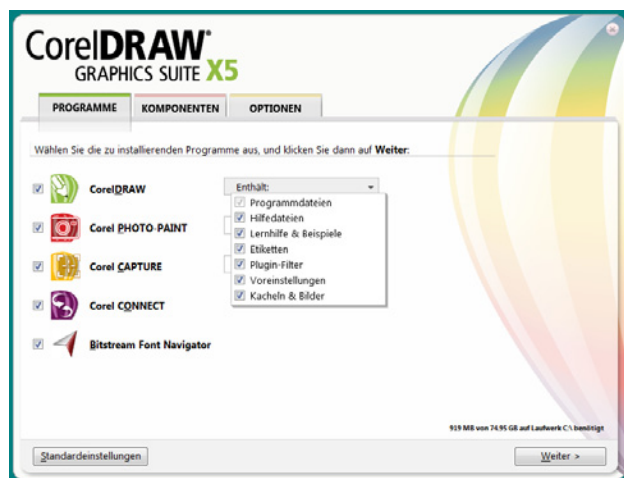 CorelDRAW
GRAPHICS SUITE X5
PROGRAMME KOMPONENTEN OPTIONEN
Wählen Sie die zu installierenden Programme aus, und klicken Sie dann auf Weiter:
CorelDRAW Enthält:
Programmdateien
Corel PHOTO-PAINT Hilfedateien
Lernhilfe & Beispiele
Etiketten
Corel CAPTURE Plugin-Filter
Voreinstellungen
Kacheln & Bilder
Corel CONNECT
Bitstream Font Navigator
919 MB von 74.95 GB auf Laufwerk C:\ benötigt
Standardeinstellungen Weiter >